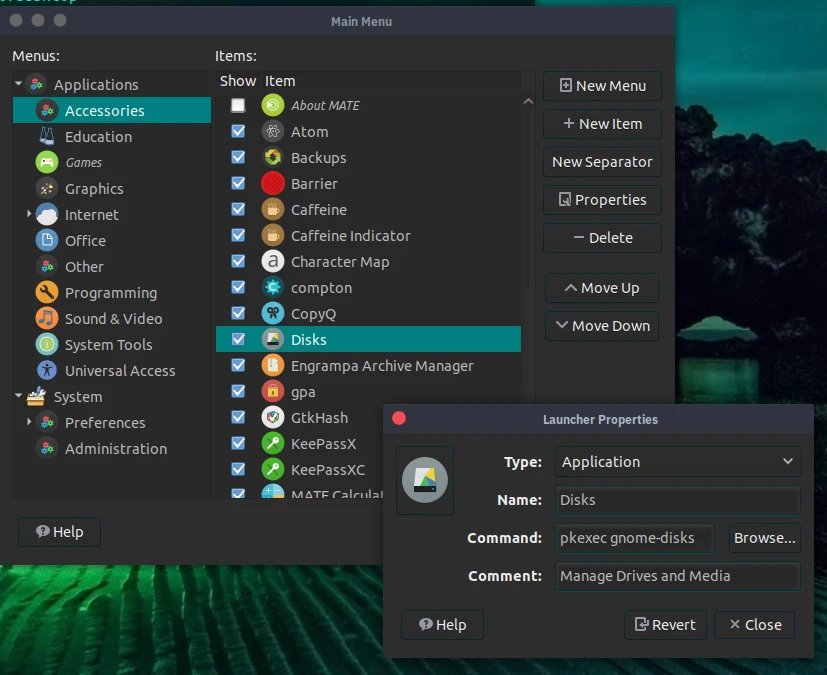 Main Menu
Menus:
Items:
Applications
Accessories
Education
Games
Graphics
Internet
Office
Other
Programming
Sound & Video
System Tools
Universal Access
System
Preferences
Administration
Help
Show Item
About MATE
Atom
Backups
Barrier
Caffeine
Caffeine Indicator
a Character Map
compton
CopyQ
Disks
Engrampa Archive Manager
gpa
GtkHash
KeePassX
KeePassXC
MATE Calculat
New Menu
New Item
New Separator
Properties
Delete
Move Up
Move Down
Launcher Properties
Type: Application
Name: Disks
Command: pkexec gnome-disks Browse...
Comment: Manage Drives and Media
Help Revert Close